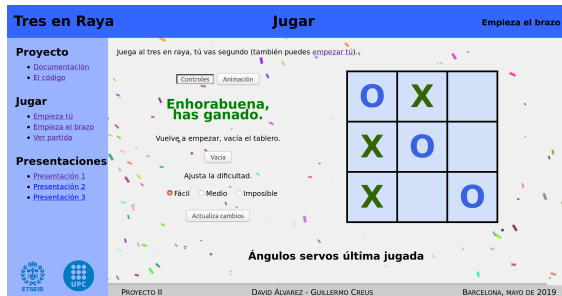 Tres en Raya
Jugar
Empieza el brazo
Proyecto
Documentación
El código
Jugar
Empieza tú
Empieza el brazo
Ver partida
Presentaciones
Presentación 1
Presentación 2
Presentación 3
ETSEIB
UPC
Juega al tres en raya, tú vas segundo (también puedes empezar tú).
Controles Animación
Enhorabuena,
has ganado.
Vuelve a empezar, vacía el tablero.
Vacía
Ajusta la dificultad.
Fácil Medio Imposible
Actualiza cambios
O X
X O
X O
Ángulos servos última jugada
Proyecto II
David Álvarez - Guillermo Creus
Barcelona, mayo de 2019